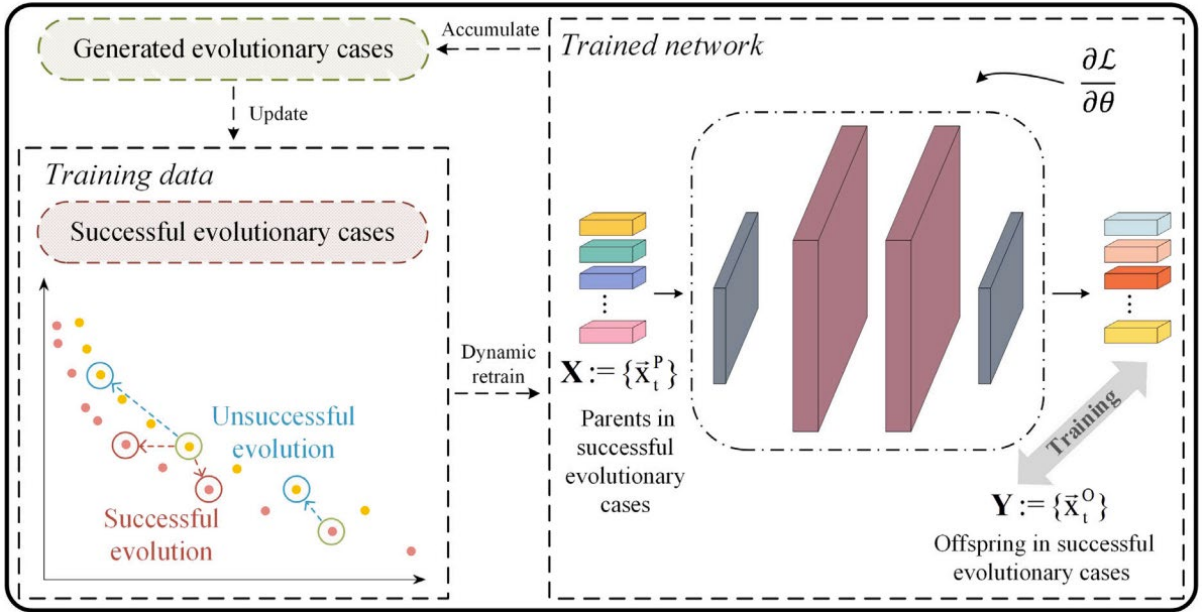 Generated evolutionary cases
Accumulate
Update
Training data
Successful evolutionary cases
Unsuccessful
evolution
Successful
evolution
Dynamic
retrain
Trained network
∂ℒ
∂θ
X := {x⃗ₜᴾ}
Parents in
successful
evolutionary
cases
Training
Y := {x⃗ₜᴼ}
Offspring in successful
evolutionary cases